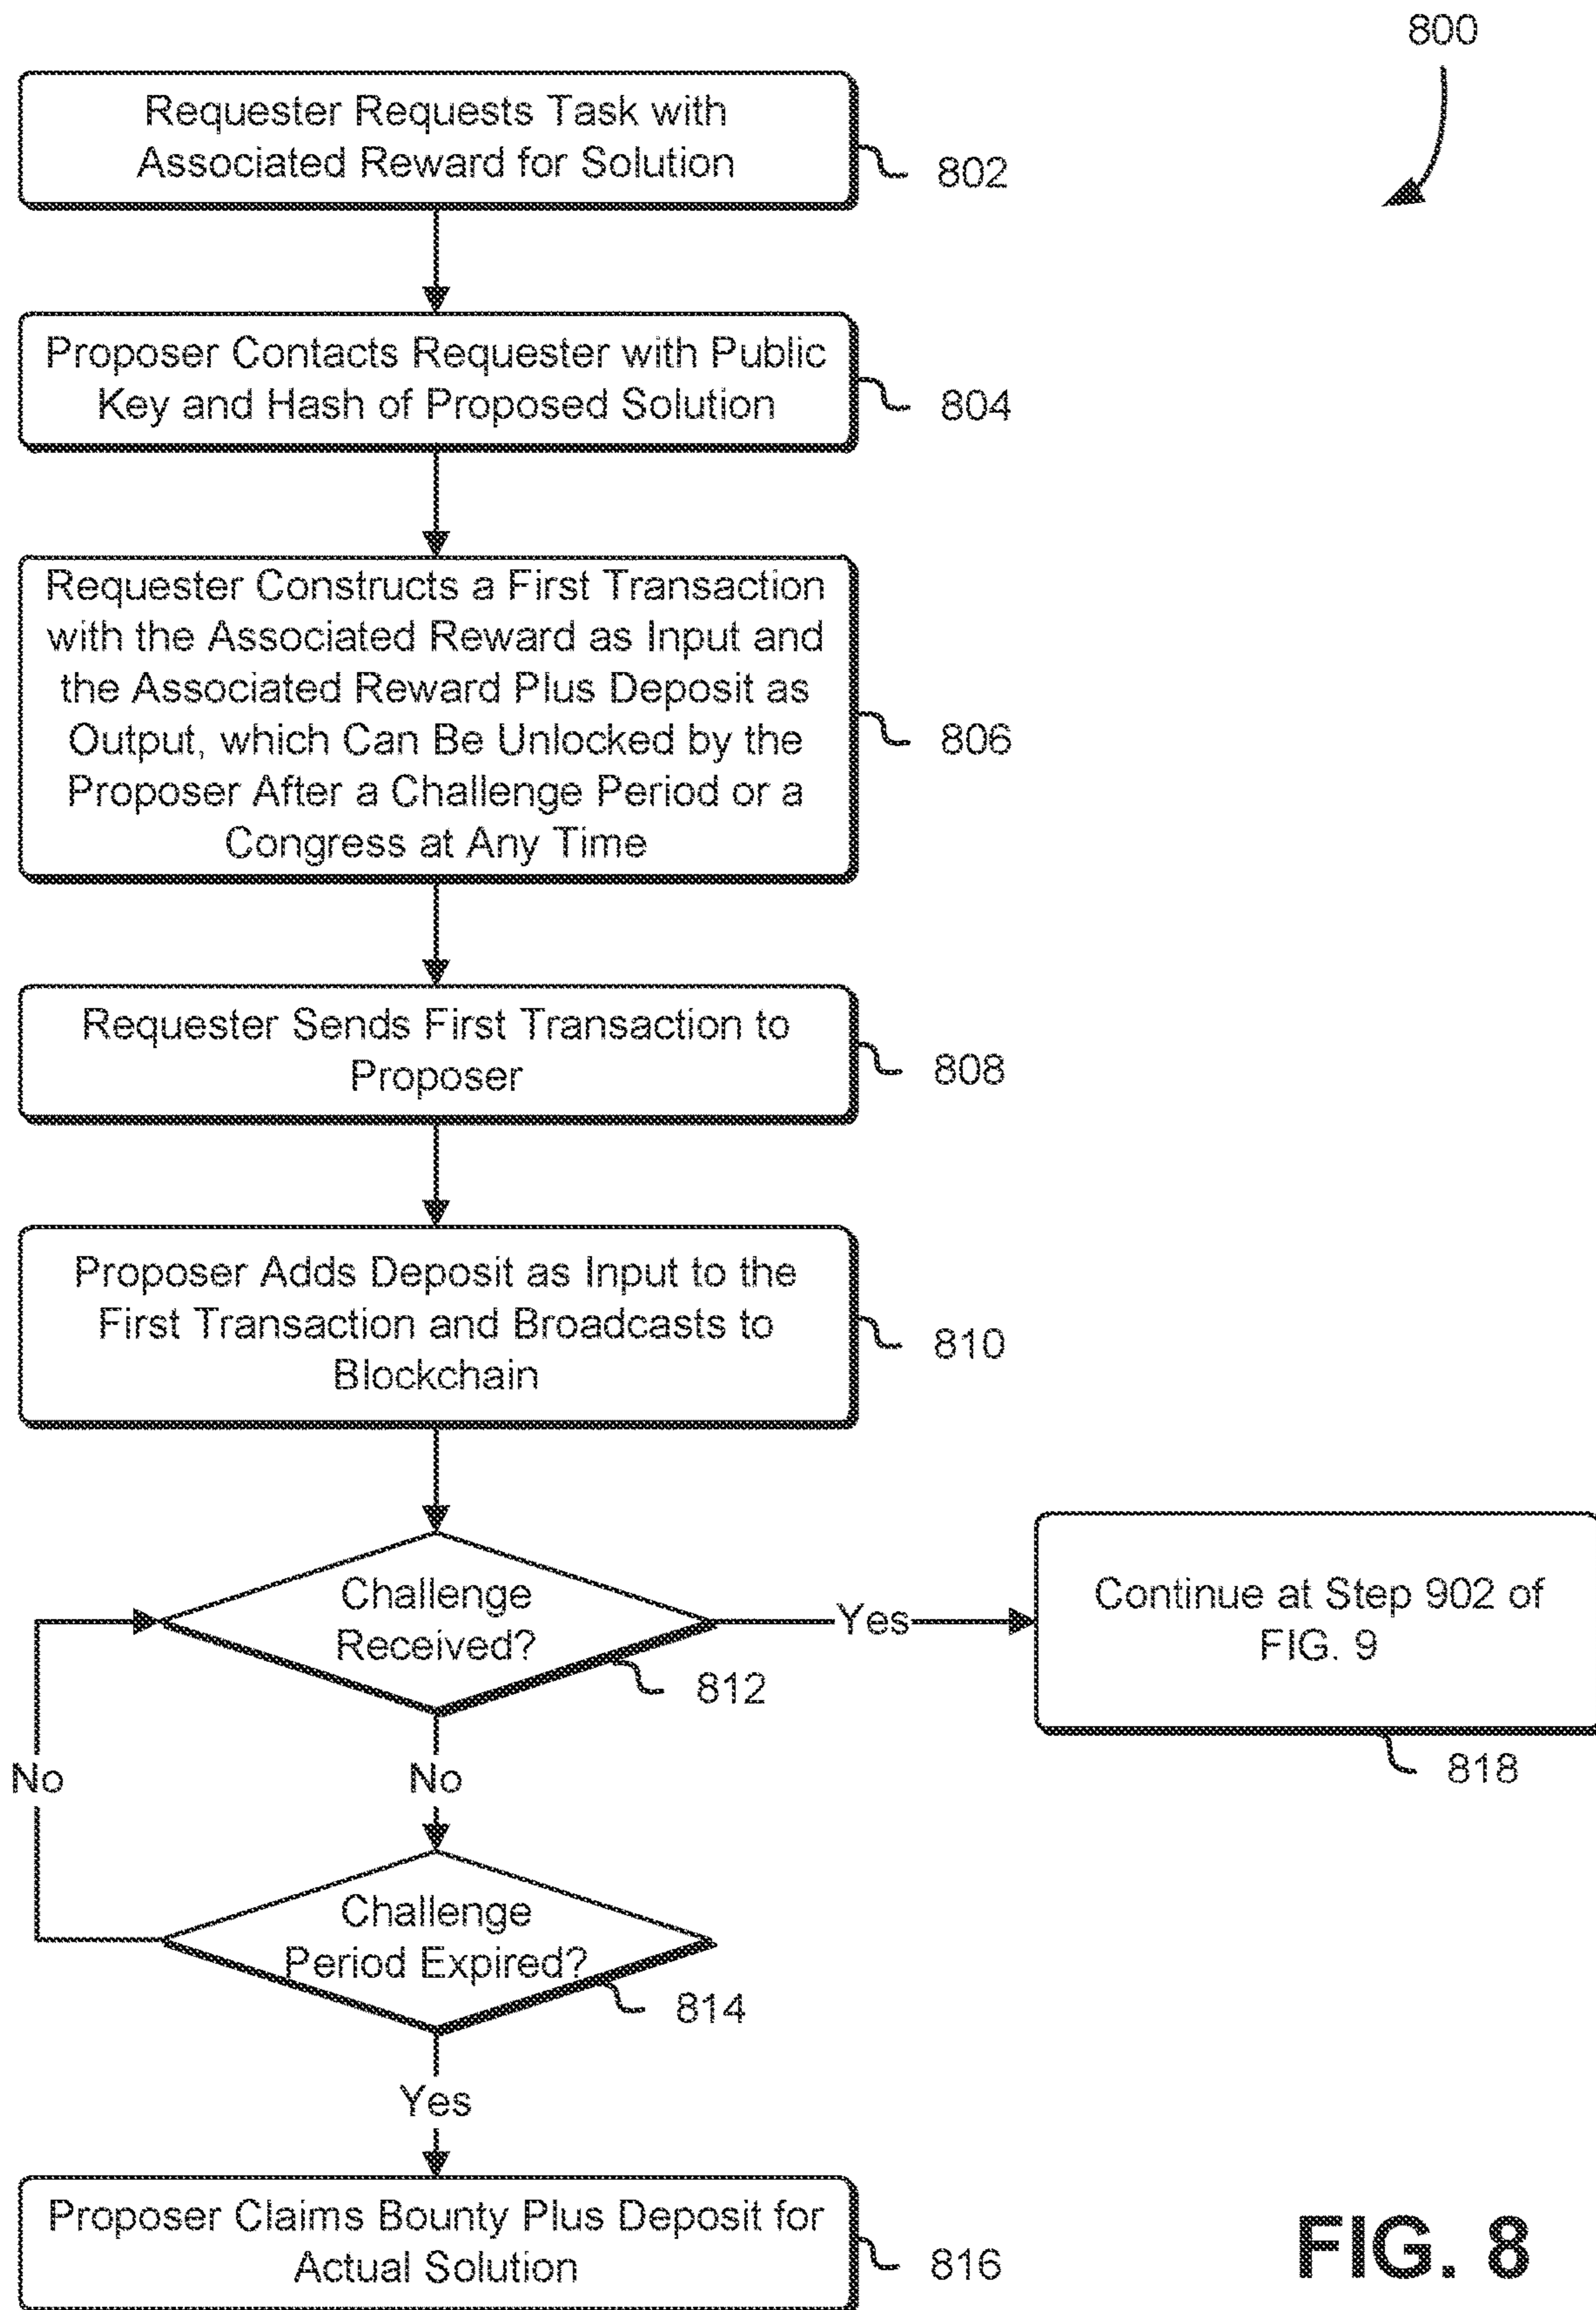 800
Requester Requests Task with
Associated Reward for Solution
802
Proposer Contacts Requester with Public
Key and Hash of Proposed Solution
804
Requester Constructs a First Transaction
with the Associated Reward as Input and
the Associated Reward Plus Deposit as
Output, which Can Be Unlocked by the
Proposer After a Challenge Period or a
Congress at Any Time
806
Requester Sends First Transaction to
Proposer
808
Proposer Adds Deposit as Input to the
First Transaction and Broadcasts to
Blockchain
810
Challenge
Received?
812
Yes
Continue at Step 902 of
FIG. 9
818
No
No
Challenge
Period Expired?
814
Yes
Proposer Claims Bounty Plus Deposit for
Actual Solution
816
FIG. 8